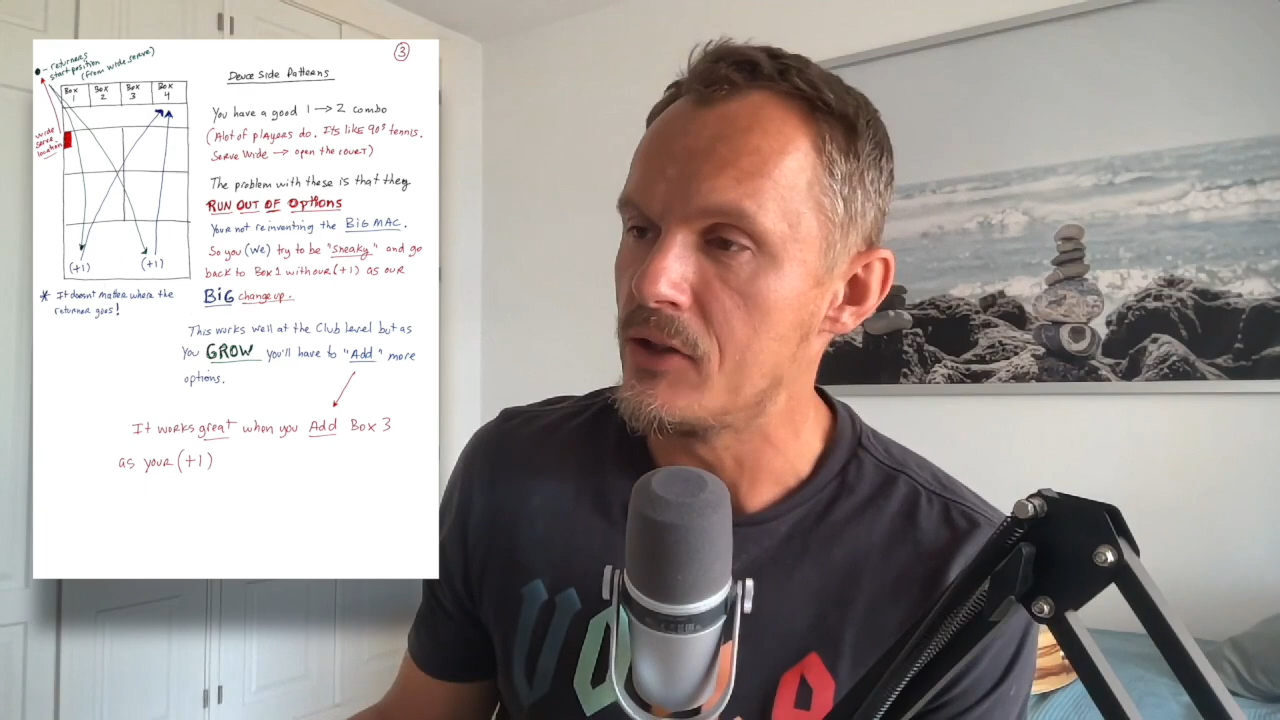 3
- returners
start position
(from wide serve)
Box
1
Box
2
Box
3
Box
4
wide
serve
location
(+1)
(+1)
* It doesn't matter where the
returner goes!
Deuce Side Patterns
You have a good 1 → 2 combo
(Alot of players do. Its like 90s tennis.
Serve Wide → open the court)
The problem with these is that they
RUN OUT OF Options
Your not reinventing the Big MAC.
So you (we) try to be "sneaky" and go
back to Box 1 with our (+1) as our
BiG change up.
This works well at the Club level but as
you GROW you'll have to "Add" more
options.
It works great when you Add Box 3
as your (+1)